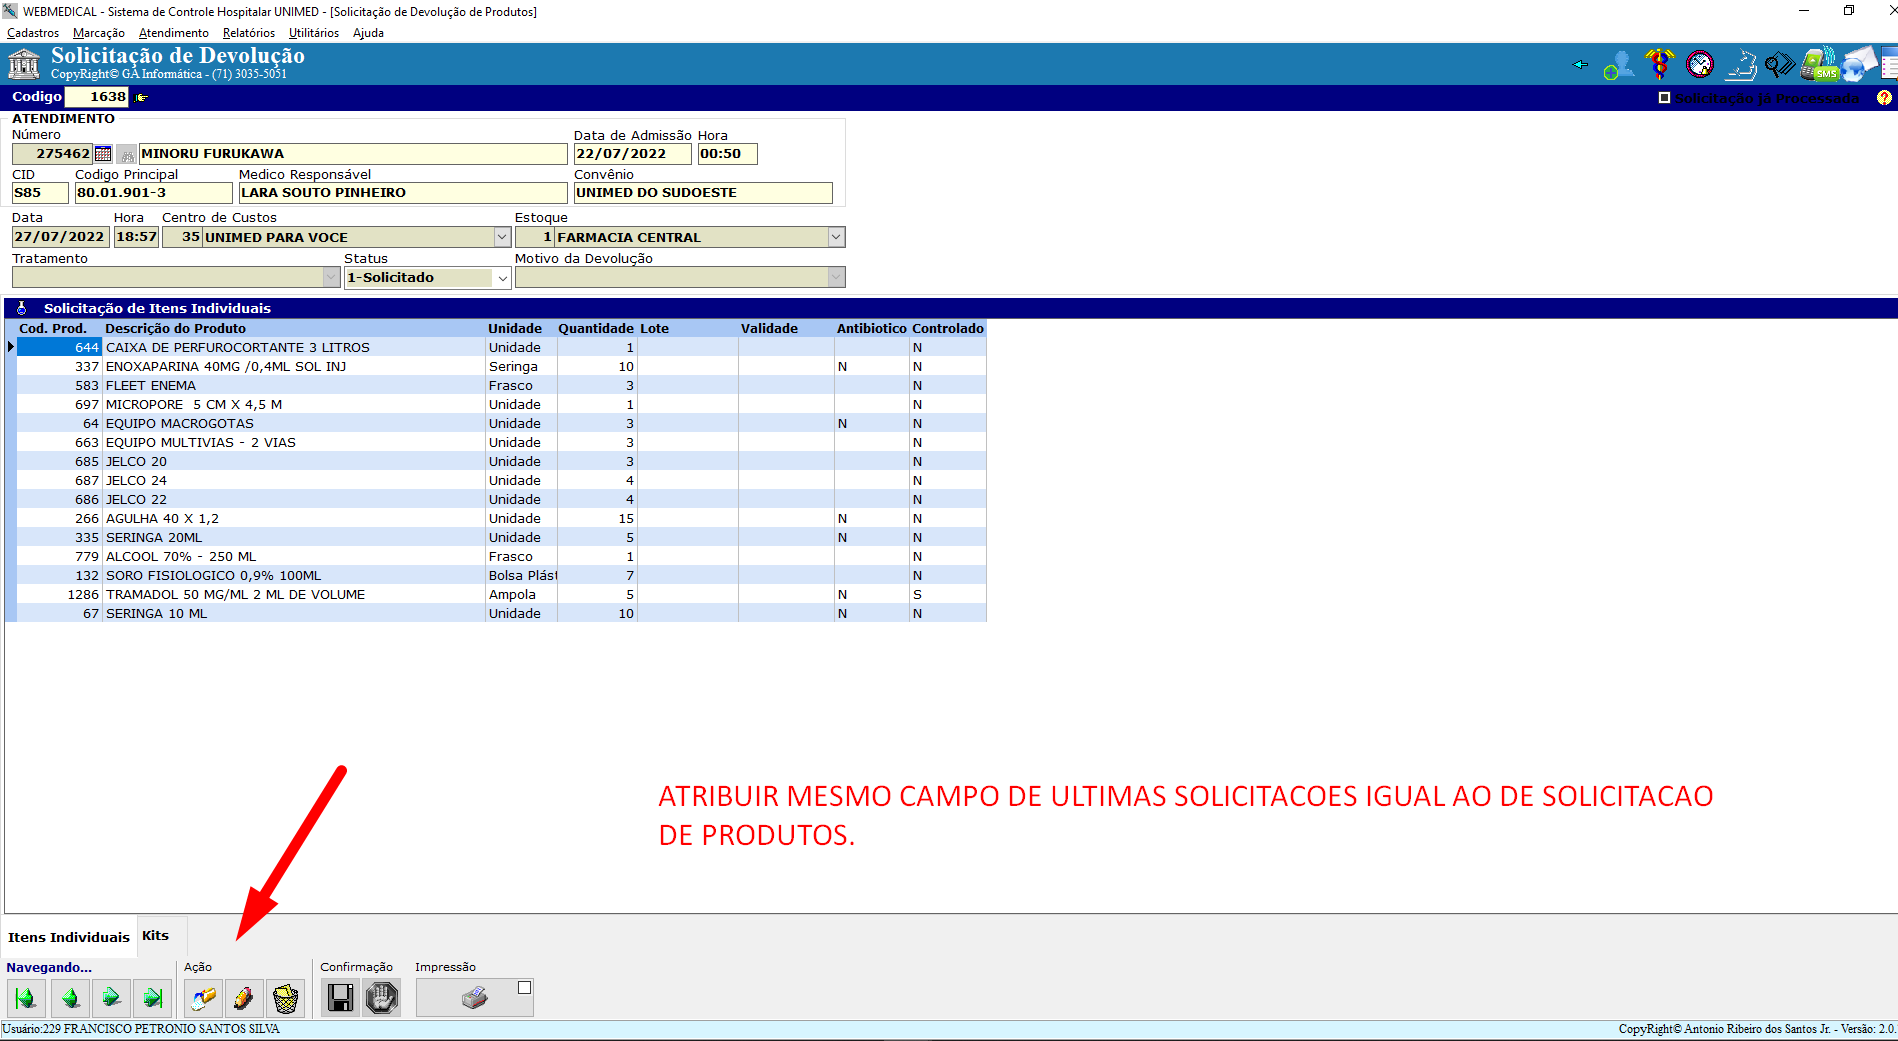 WEBMEDICAL - Sistema de Controle Hospitalar UNIMED - [Solicitação de Devolução de Produtos]
Cadastros Marcação Atendimento Relatórios Utilitários Ajuda
Solicitação de Devolução
CopyRight© GA Informática - (71) 3035-5051
SMS
Codigo 1638
Solicitação já Processada
ATENDIMENTO
Número Data de Admissão Hora
275462 MINORU FURUKAWA 22/07/2022 00:50
CID Codigo Principal Medico Responsável Convênio
S85 80.01.901-3 LARA SOUTO PINHEIRO UNIMED DO SUDOESTE
Data Hora Centro de Custos Estoque
27/07/2022 18:57 35 UNIMED PARA VOCE 1 FARMACIA CENTRAL
Tratamento Status Motivo da Devolução
1-Solicitado
Solicitação de Itens Individuais
Cod. Prod. Descrição do Produto Unidade Quantidade Lote Validade Antibiotico Controlado
644 CAIXA DE PERFUROCORTANTE 3 LITROS Unidade 1 N
337 ENOXAPARINA 40MG /0,4ML SOL INJ Seringa 10 N N
583 FLEET ENEMA Frasco 3 N
697 MICROPORE 5 CM X 4,5 M Unidade 1 N
64 EQUIPO MACROGOTAS Unidade 3 N N
663 EQUIPO MULTIVIAS - 2 VIAS Unidade 3 N
685 JELCO 20 Unidade 3 N
687 JELCO 24 Unidade 4 N
686 JELCO 22 Unidade 4 N
266 AGULHA 40 X 1,2 Unidade 15 N N
335 SERINGA 20ML Unidade 5 N N
779 ALCOOL 70% - 250 ML Frasco 1 N
132 SORO FISIOLOGICO 0,9% 100ML Bolsa Plást 7 N
1286 TRAMADOL 50 MG/ML 2 ML DE VOLUME Ampola 5 N S
67 SERINGA 10 ML Unidade 10 N N
ATRIBUIR MESMO CAMPO DE ULTIMAS SOLICITACOES IGUAL AO DE SOLICITACAO
DE PRODUTOS.
Itens Individuais Kits
Navegando... Ação Confirmação Impressão
Usuário:229 FRANCISCO PETRONIO SANTOS SILVA CopyRight© Antonio Ribeiro dos Santos Jr. - Versão: 2.0.